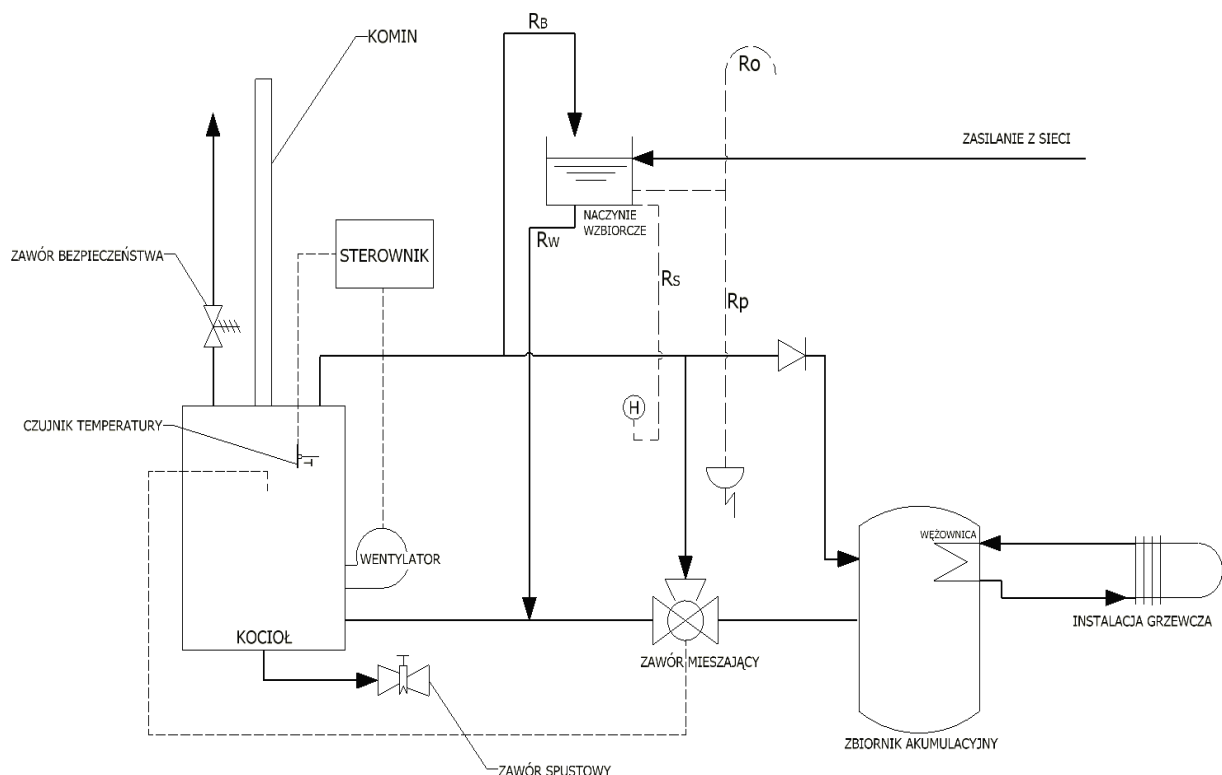 RB
KOMIN
Ro
ZASILANIE Z SIECI
NACZYNIE
WZBIORCZE
RW
ZAWÓR BEZPIECZEŃSTWA
STEROWNIK
RS
Rp
H
CZUJNIK TEMPERATURY
WĘŻOWNICA
WENTYLATOR
INSTALACJA GRZEWCZA
KOCIOŁ
ZAWÓR MIESZAJĄCY
ZBIORNIK AKUMULACYJNY
ZAWÓR SPUSTOWY